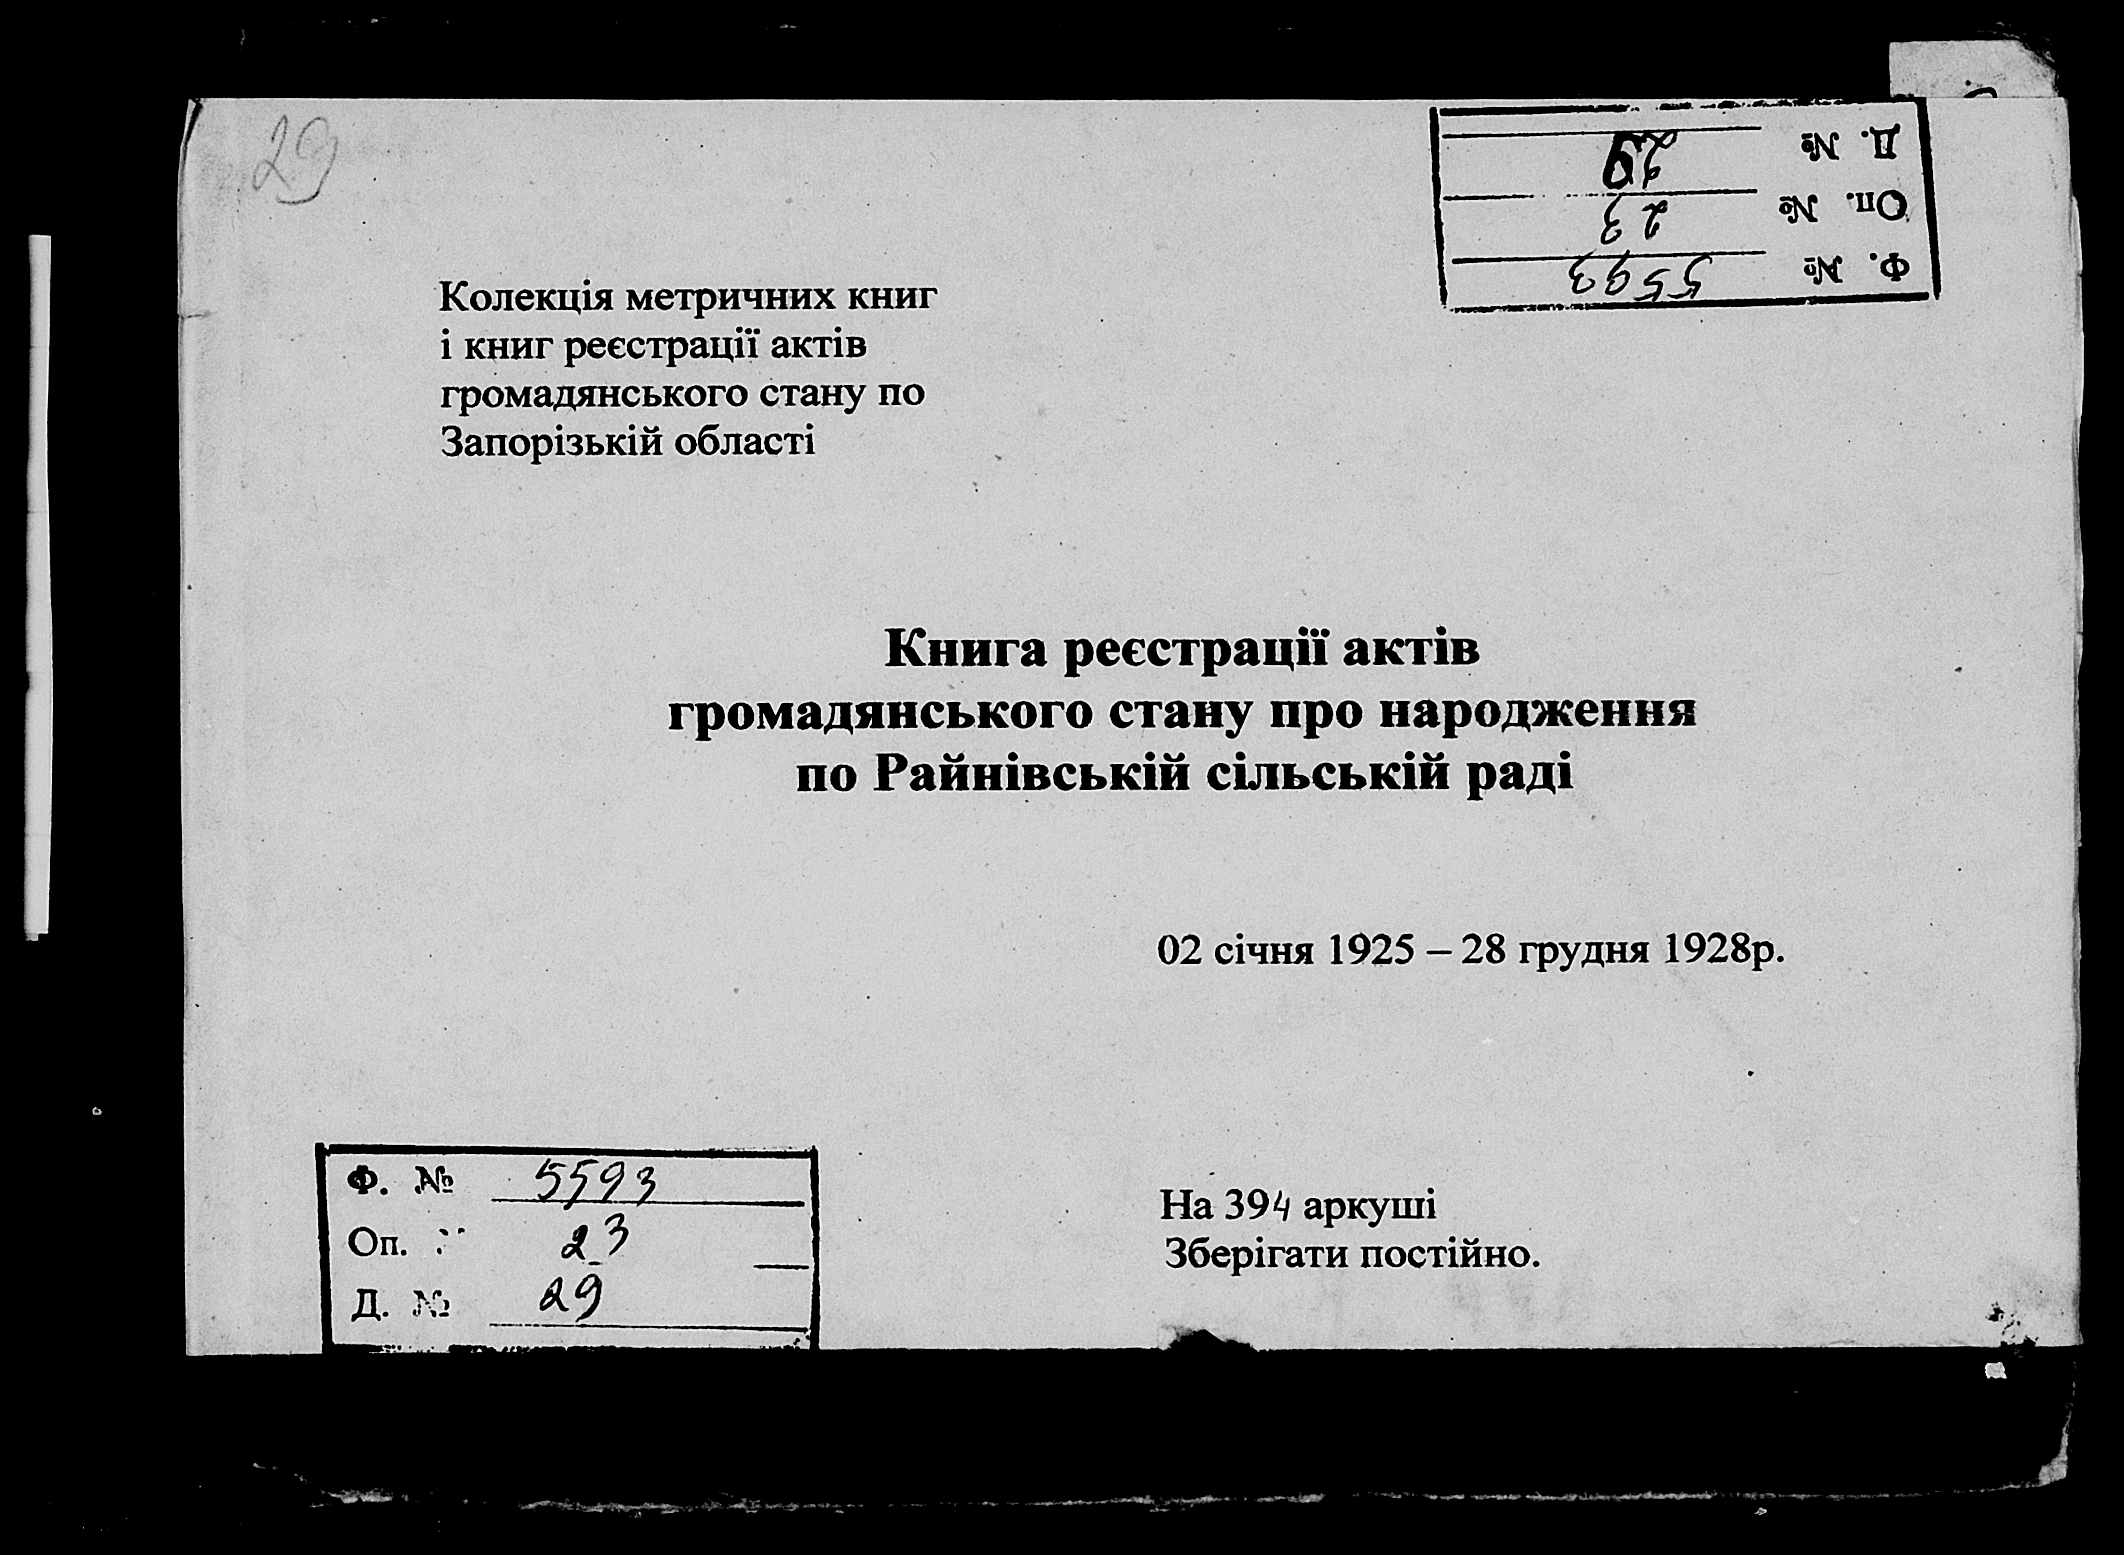 29
Д. № 29
Оп. № 23
Ф. № 5593
Колекція метричних книг
і книг реєстрації актів
громадянського стану по
Запорізькій області
Книга реєстрації актів
громадянського стану про народження
по Райнівській сільській раді
02 січня 1925 – 28 грудня 1928р.
Ф. № 5593
Оп. 23
Д. № 29
На 394 аркуші
Зберігати постійно.